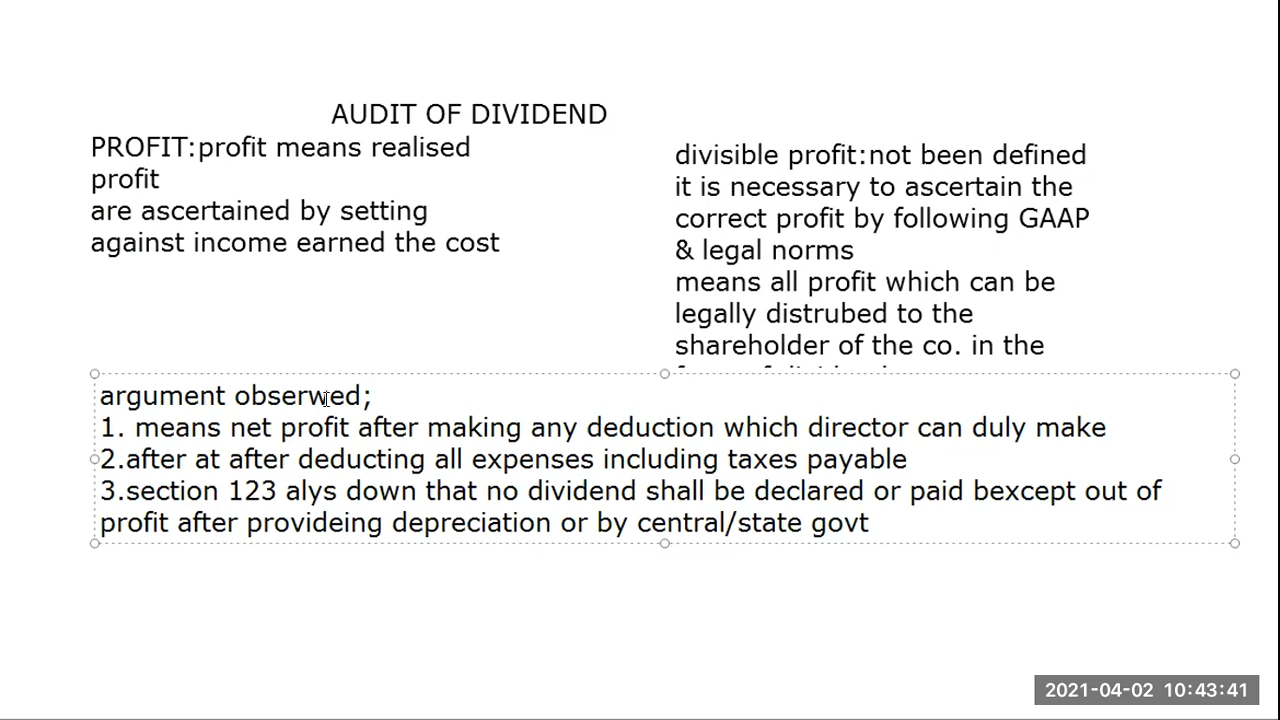 AUDIT OF DIVIDEND
PROFIT:profit means realised
profit
are ascertained by setting
against income earned the cost
divisible profit:not been defined
it is necessary to ascertain the
correct profit by following GAAP
& legal norms
means all profit which can be
legally distrubed to the
shareholder of the co. in the
argument obserwed;
1. means net profit after making any deduction which director can duly make
2.after at after deducting all expenses including taxes payable
3.section 123 alys down that no dividend shall be declared or paid bexcept out of
profit after provideing depreciation or by central/state govt
2021-04-02 10:43:41